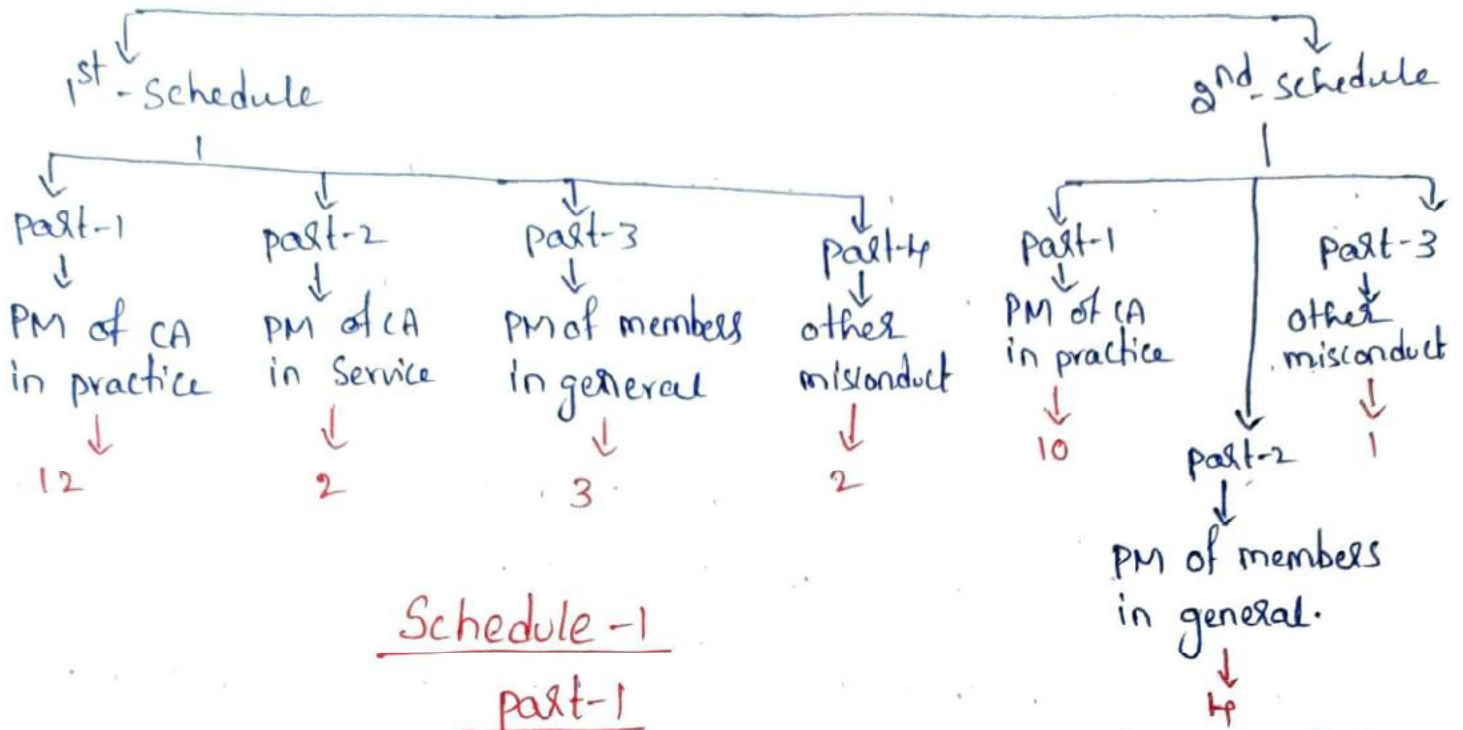 1st - Schedule
2nd - schedule
part-1
part-2
part-3
part-4
part-1
part-3
PM of CA
in practice
PM of CA
in Service
PM of members
in general
other
misconduct
PM of CA
in practice
other
misconduct
12
2
3
2
10
1
part-2
PM of members
in general.
4
Schedule -1
part-1